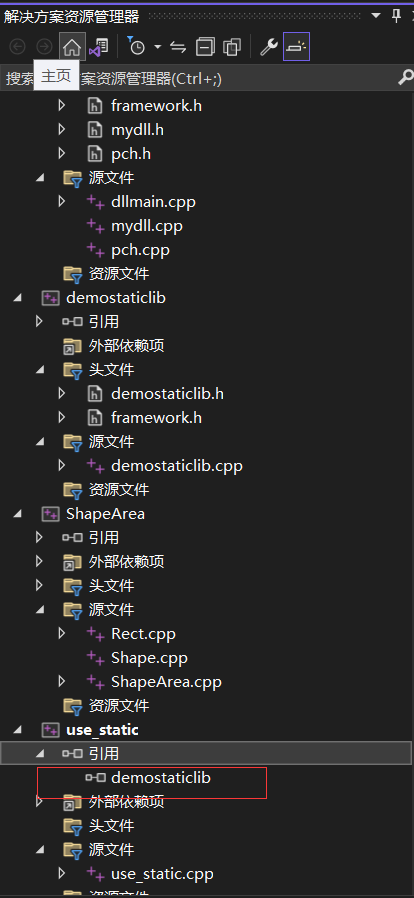 解决方案资源管理器
主页
搜索
案资源管理器(Ctrl+;)
framework.h
mydll.h
pch.h
源文件
dllmain.cpp
mydll.cpp
pch.cpp
资源文件
demostaticlib
引用
外部依赖项
头文件
demostaticlib.h
framework.h
源文件
demostaticlib.cpp
资源文件
ShapeArea
引用
外部依赖项
头文件
源文件
Rect.cpp
Shape.cpp
ShapeArea.cpp
资源文件
use_static
引用
demostaticlib
外部依赖项
头文件
源文件
use_static.cpp
资源文件